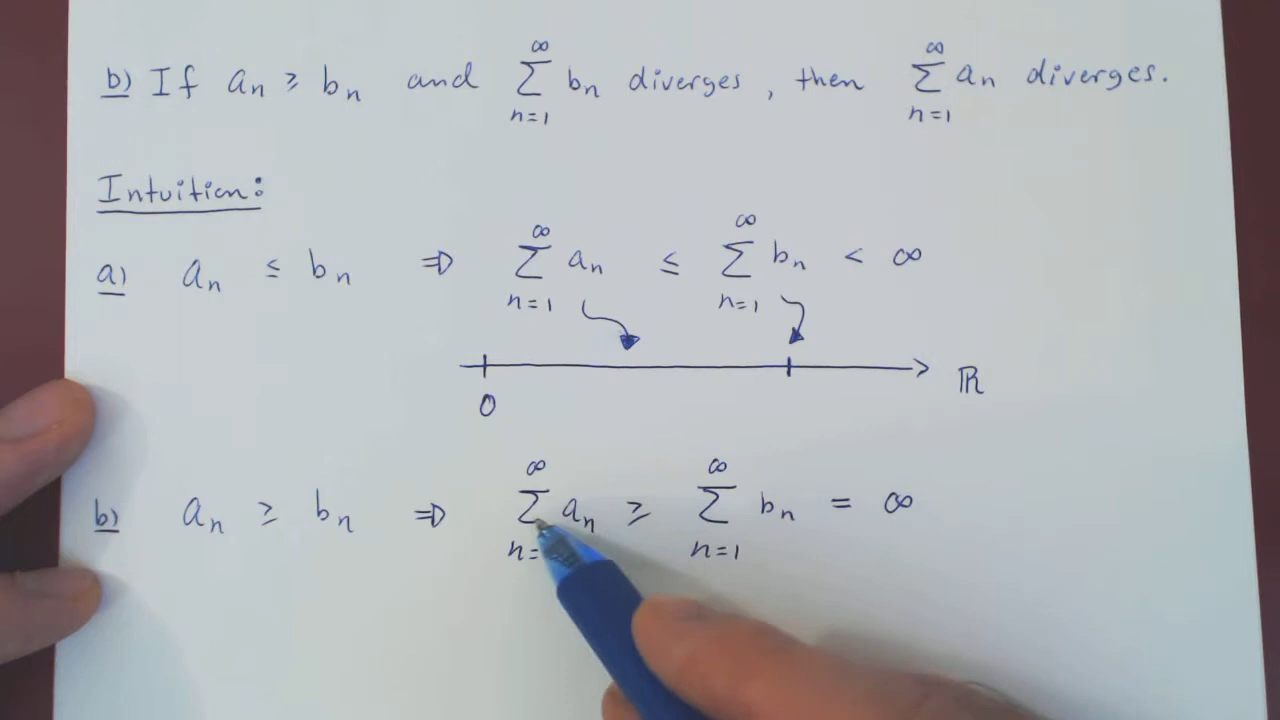 b) If aₙ ≥ bₙ and ∑_{n=1}^{∞} bₙ diverges, then ∑_{n=1}^{∞} aₙ diverges.
Intuition:
a) aₙ ≤ bₙ ⇒ ∑_{n=1}^{∞} aₙ ≤ ∑_{n=1}^{∞} bₙ < ∞
ℝ
0
b) aₙ ≥ bₙ ⇒ ∑_{n=}^{∞} aₙ ≥ ∑_{n=1}^{∞} bₙ = ∞